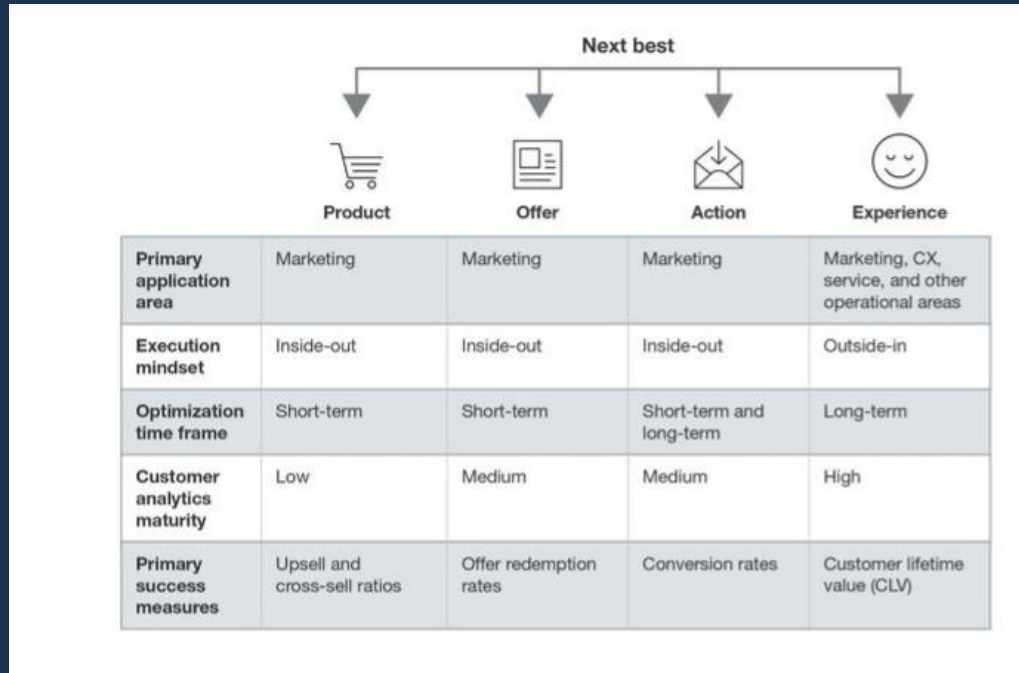 Next best
Product
Offer
Action
Experience
Primary
application
area
Marketing
Marketing
Marketing
Marketing, CX,
service, and other
operational areas
Execution
mindset
Inside-out
Inside-out
Inside-out
Outside-in
Optimization
time frame
Short-term
Short-term
Short-term and
long-term
Long-term
Customer
analytics
maturity
Low
Medium
Medium
High
Primary
success
measures
Upsell and
cross-sell ratios
Offer redemption
rates
Conversion rates
Customer lifetime
value (CLV)